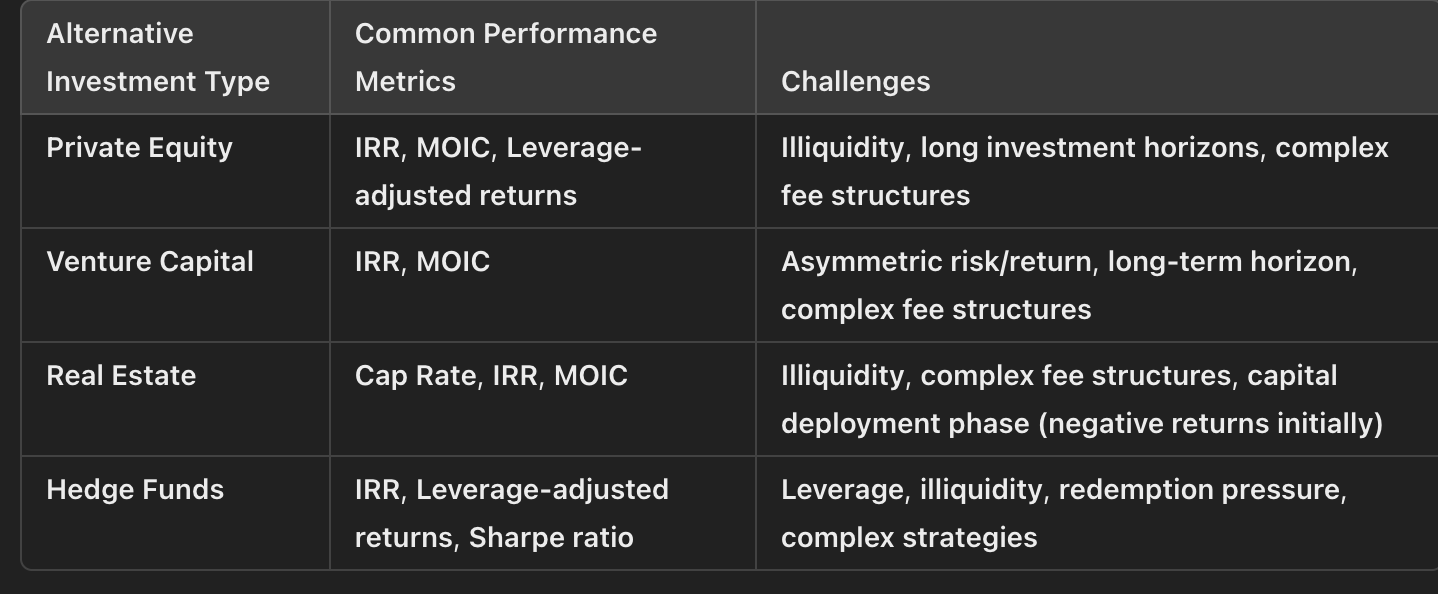 Alternative
Investment Type
Common Performance
Metrics
Challenges
Private Equity
IRR, MOIC, Leverage-
adjusted returns
Illiquidity, long investment horizons, complex
fee structures
Venture Capital
IRR, MOIC
Asymmetric risk/return, long-term horizon,
complex fee structures
Real Estate
Cap Rate, IRR, MOIC
Illiquidity, complex fee structures, capital
deployment phase (negative returns initially)
Hedge Funds
IRR, Leverage-adjusted
returns, Sharpe ratio
Leverage, illiquidity, redemption pressure,
complex strategies